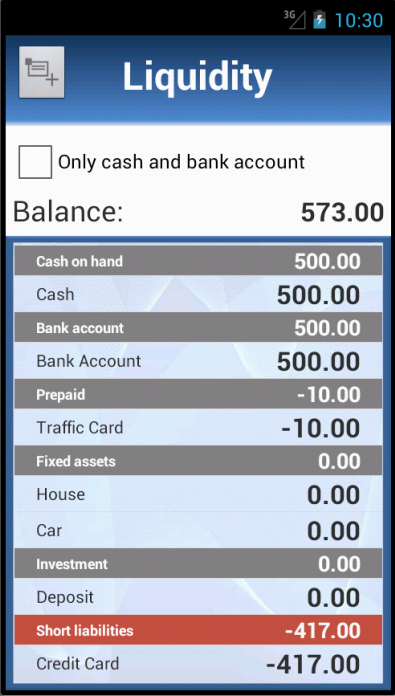 3G 10:30
Liquidity
Only cash and bank account
Balance: 573.00
Cash on hand 500.00
Cash 500.00
Bank account 500.00
Bank Account 500.00
Prepaid -10.00
Traffic Card -10.00
Fixed assets 0.00
House 0.00
Car 0.00
Investment 0.00
Deposit 0.00
Short liabilities -417.00
Credit Card -417.00